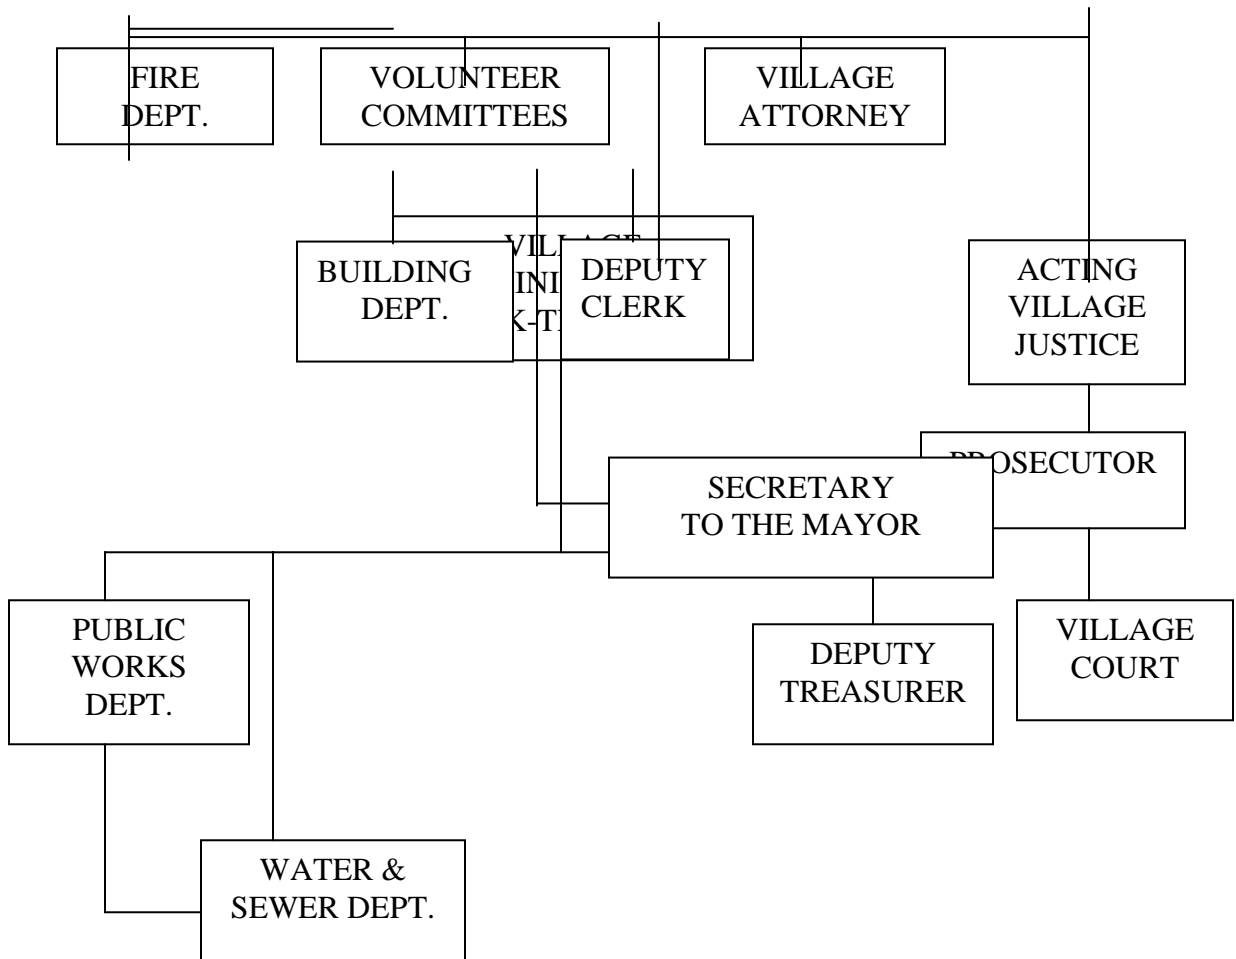 FIRE
DEPT.
VOLUNTEER
COMMITTEES
VILLAGE
ATTORNEY
BUILDING
DEPT.
DEPUTY
CLERK
ACTING
VILLAGE
JUSTICE
PROSECUTOR
SECRETARY
TO THE MAYOR
PUBLIC
WORKS
DEPT.
DEPUTY
TREASURER
VILLAGE
COURT
WATER &
SEWER DEPT.